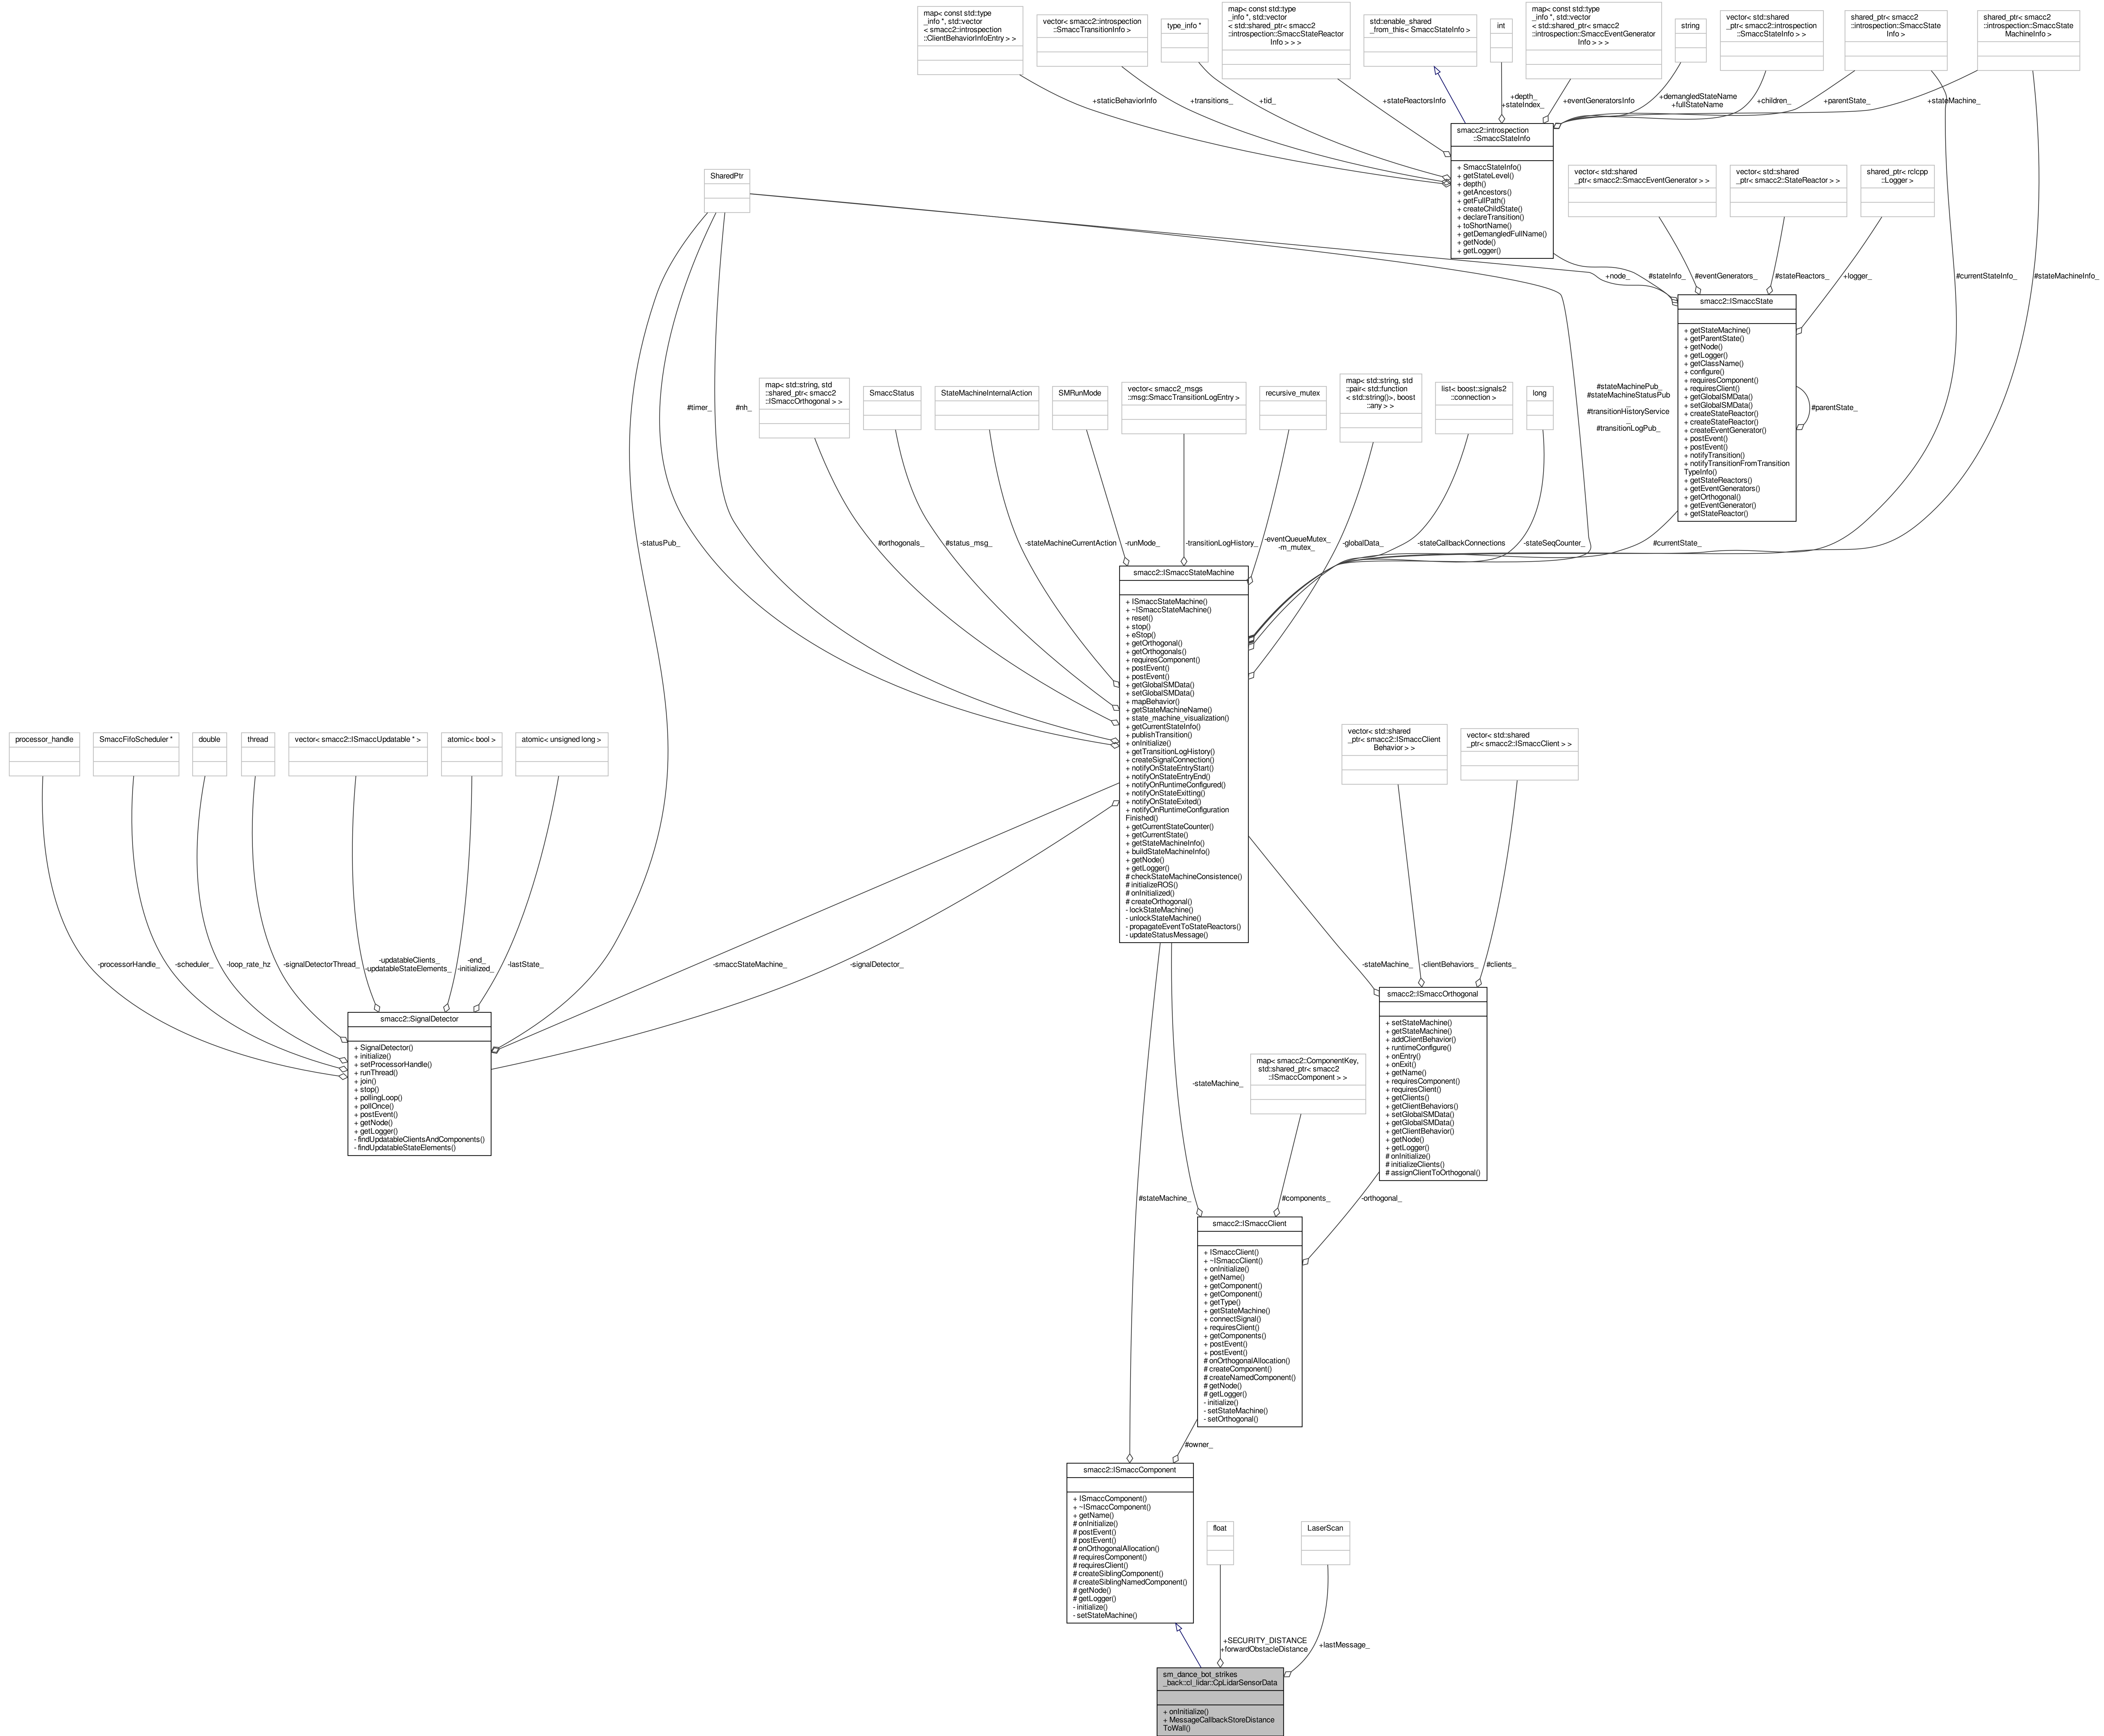 map< const std::type
_info *, std::vector
< smacc2::introspection
::ClientBehaviorInfoEntry > >
vector< smacc2::introspection
::SmaccTransitionInfo >
type_info *
map< const std::type
_info *, std::vector
< std::shared_ptr< smacc2
::introspection::SmaccStateReactor
Info > > >
std::enable_shared
_from_this< SmaccStateInfo >
int
map< const std::type
_info *, std::vector
< std::shared_ptr< smacc2
::introspection::SmaccEventGenerator
Info > > >
string
vector< std::shared
_ptr< smacc2::introspection
::SmaccStateInfo > >
shared_ptr< smacc2
::introspection::SmaccState
Info >
shared_ptr< smacc2
::introspection::SmaccState
MachineInfo >
+staticBehaviorInfo
+transitions_
+tid_
+stateReactorsInfo
+depth_
+stateIndex_
+eventGeneratorsInfo
+demangledStateName
+fullStateName
+children_
+parentState_
+stateMachine_
smacc2::introspection
::SmaccStateInfo
+ SmaccStateInfo()
+ getStateLevel()
+ depth()
+ getAncestors()
+ getFullPath()
+ createChildState()
+ declareTransition()
+ toShortName()
+ getDemangledFullName()
+ getNode()
+ getLogger()
SharedPtr
vector< std::shared
_ptr< smacc2::SmaccEventGenerator > >
vector< std::shared
_ptr< smacc2::StateReactor > >
shared_ptr< rclcpp
::Logger >
+node_
#stateInfo_
#eventGenerators_
#stateReactors_
+logger_
#currentStateInfo_
#stateMachineInfo_
smacc2::ISmaccState
+ getStateMachine()
+ getParentState()
+ getNode()
+ getLogger()
+ getClassName()
+ configure()
+ requiresComponent()
+ requiresClient()
+ getGlobalSMData()
+ setGlobalSMData()
+ createStateReactor()
+ createStateReactor()
+ createEventGenerator()
+ postEvent()
+ postEvent()
+ notifyTransition()
+ notifyTransitionFromTransition
TypeInfo()
+ getStateReactors()
+ getEventGenerators()
+ getOrthogonal()
+ getEventGenerator()
+ getStateReactor()
#parentState_
#timer_
#nh_
map< std::string, std
::shared_ptr< smacc2
::ISmaccOrthogonal > >
SmaccStatus
StateMachineInternalAction
SMRunMode
vector< smacc2_msgs
::msg::SmaccTransitionLogEntry >
recursive_mutex
map< std::string, std
::pair< std::function
< std::string()>, boost
::any > >
list< boost::signals2
::connection >
long
#stateMachinePub_
#stateMachineStatusPub
_
#transitionHistoryService
_
#transitionLogPub_
-statusPub_
#orthogonals_
#status_msg_
-stateMachineCurrentAction
-runMode_
-transitionLogHistory_
-eventQueueMutex_
-m_mutex_
-globalData_
-stateCallbackConnections
-stateSeqCounter_
#currentState_
smacc2::ISmaccStateMachine
+ ISmaccStateMachine()
+ ~ISmaccStateMachine()
+ reset()
+ stop()
+ eStop()
+ getOrthogonal()
+ getOrthogonals()
+ requiresComponent()
+ postEvent()
+ postEvent()
+ getGlobalSMData()
+ setGlobalSMData()
+ mapBehavior()
+ getStateMachineName()
+ state_machine_visualization()
+ getCurrentStateInfo()
+ publishTransition()
+ onInitialize()
+ getTransitionLogHistory()
+ createSignalConnection()
+ notifyOnStateEntryStart()
+ notifyOnStateEntryEnd()
+ notifyOnRuntimeConfigured()
+ notifyOnStateExitting()
+ notifyOnStateExited()
+ notifyOnRuntimeConfiguration
Finished()
+ getCurrentStateCounter()
+ getCurrentState()
+ getStateMachineInfo()
+ buildStateMachineInfo()
+ getNode()
+ getLogger()
# checkStateMachineConsistence()
# initializeROS()
# onInitialized()
# createOrthogonal()
- lockStateMachine()
- unlockStateMachine()
- propagateEventToStateReactors()
- updateStatusMessage()
processor_handle
SmaccFifoScheduler *
double
thread
vector< smacc2::ISmaccUpdatable * >
atomic< bool >
atomic< unsigned long >
vector< std::shared
_ptr< smacc2::ISmaccClient
Behavior > >
vector< std::shared
_ptr< smacc2::ISmaccClient > >
-processorHandle_
-scheduler_
-loop_rate_hz
-signalDetectorThread_
-updatableClients_
-updatableStateElements_
-end_
-initialized_
-lastState_
-smaccStateMachine_
-signalDetector_
-stateMachine_
-clientBehaviors_
#clients_
smacc2::SignalDetector
+ SignalDetector()
+ initialize()
+ setProcessorHandle()
+ runThread()
+ join()
+ stop()
+ pollingLoop()
+ pollOnce()
+ postEvent()
+ getNode()
+ getLogger()
- findUpdatableClientsAndComponents()
- findUpdatableStateElements()
smacc2::ISmaccOrthogonal
+ setStateMachine()
+ getStateMachine()
+ addClientBehavior()
+ runtimeConfigure()
+ onEntry()
+ onExit()
+ getName()
+ requiresComponent()
+ requiresClient()
+ getClients()
+ getClientBehaviors()
+ setGlobalSMData()
+ getGlobalSMData()
+ getClientBehavior()
+ getNode()
+ getLogger()
# onInitialize()
# initializeClients()
# assignClientToOrthogonal()
map< smacc2::ComponentKey,
std::shared_ptr< smacc2
::ISmaccComponent > >
-stateMachine_
#stateMachine_
#components_
-orthogonal_
smacc2::ISmaccClient
+ ISmaccClient()
+ ~ISmaccClient()
+ onInitialize()
+ getName()
+ getComponent()
+ getComponent()
+ getType()
+ getStateMachine()
+ connectSignal()
+ requiresClient()
+ getComponents()
+ postEvent()
+ postEvent()
# onOrthogonalAllocation()
# createComponent()
# createNamedComponent()
# getNode()
# getLogger()
- initialize()
- setStateMachine()
- setOrthogonal()
#owner_
smacc2::ISmaccComponent
+ ISmaccComponent()
+ ~ISmaccComponent()
+ getName()
# onInitialize()
# postEvent()
# postEvent()
# onOrthogonalAllocation()
# requiresComponent()
# requiresClient()
# createSiblingComponent()
# createSiblingNamedComponent()
# getNode()
# getLogger()
- initialize()
- setStateMachine()
float
LaserScan
+SECURITY_DISTANCE
+forwardObstacleDistance
+lastMessage_
sm_dance_bot_strikes
_back::cl_lidar::CpLidarSensorData
+ onInitialize()
+ MessageCallbackStoreDistance
ToWall()